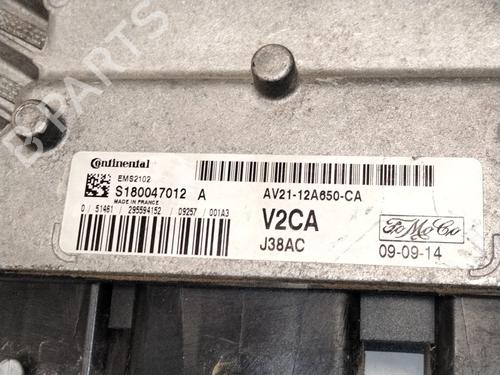 B-PARTS
Continental
EMS2102
S180047012 A
MADE IN FRANCE
0 / 51461 / 295594152 / 09257 / 001A3
AV21-12A650-CA
V2CA
J38AC
FoMoCo
09-09-14